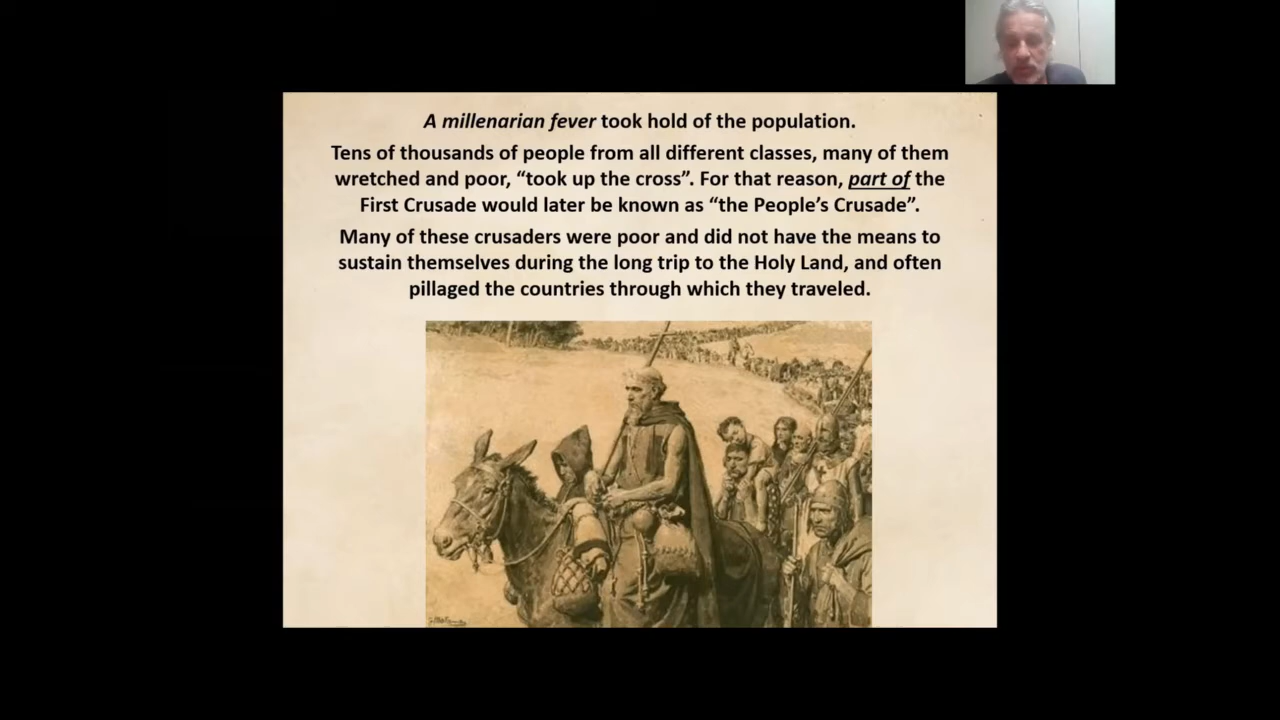 A millenarian fever took hold of the population.
Tens of thousands of people from all different classes, many of them
wretched and poor, “took up the cross”. For that reason, part of the
First Crusade would later be known as “the People’s Crusade”.
Many of these crusaders were poor and did not have the means to
sustain themselves during the long trip to the Holy Land, and often
pillaged the countries through which they traveled.